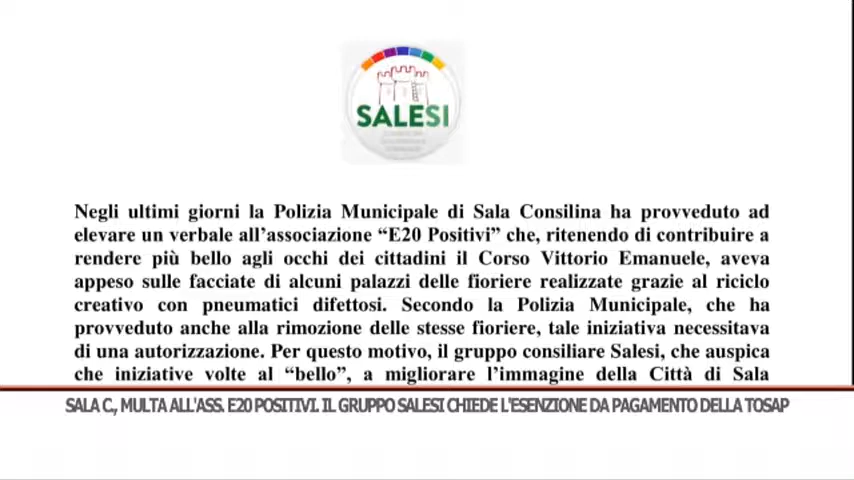 SALESI
Negli ultimi giorni la Polizia Municipale di Sala Consilina ha provveduto ad
elevare un verbale all’associazione “E20 Positivi” che, ritenendo di contribuire a
rendere più bello agli occhi dei cittadini il Corso Vittorio Emanuele, aveva
appeso sulle facciate di alcuni palazzi delle fioriere realizzate grazie al riciclo
creativo con pneumatici difettosi. Secondo la Polizia Municipale, che ha
provveduto anche alla rimozione delle stesse fioriere, tale iniziativa necessitava
di una autorizzazione. Per questo motivo, il gruppo consiliare Salesi, che auspica
che iniziative volte al “bello”, a migliorare l’immagine della Città di Sala
SALA C., MULTA ALL'ASS. E20 POSITIVI. IL GRUPPO SALESI CHIEDE L'ESENZIONE DA PAGAMENTO DELLA TOSAP